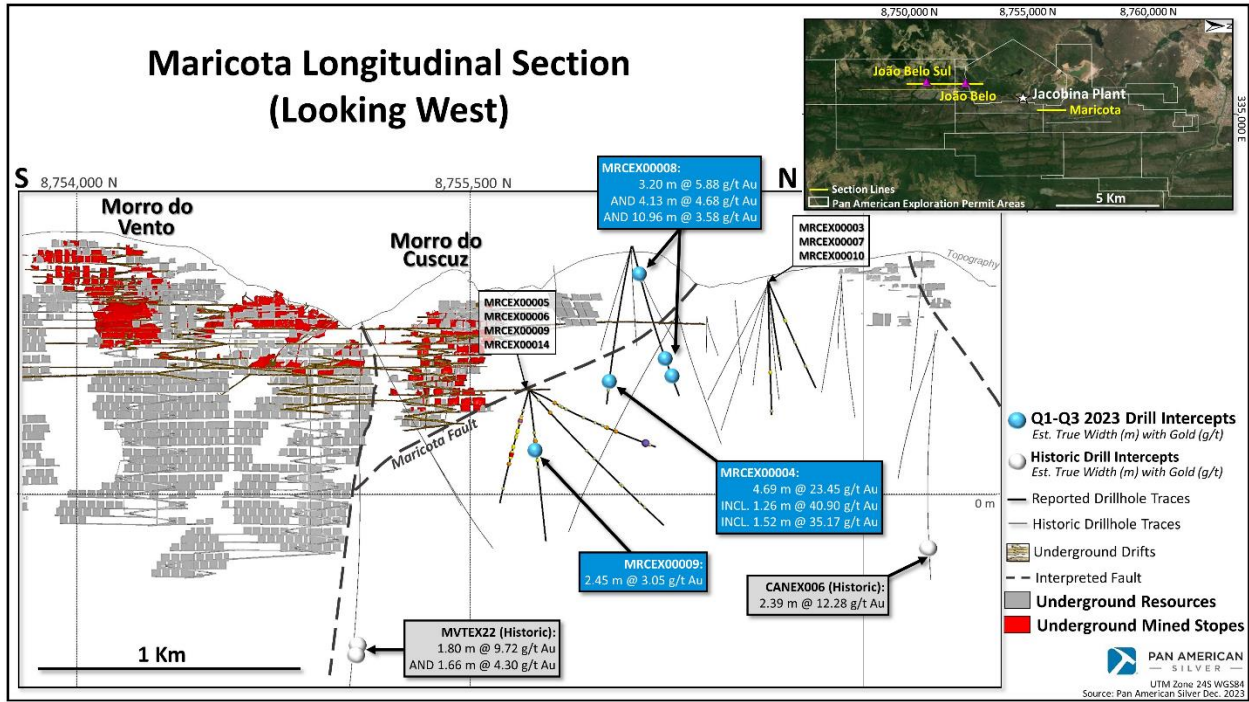 Maricota Longitudinal Section
(Looking West)
8,750,000 N
8,755,000 N
8,760,000 N
Z
João Belo Sul
João Belo
Jacobina Plant
Maricota
335,000 E
Section Lines
Pan American Exploration Permit Areas
5 Km
S
8,754,000 N
8,755,500 N
N
Morro do
Vento
Morro do
Cuscuz
MRCEX00008:
3.20 m @ 5.88 g/t Au
AND 4.13 m @ 4.68 g/t Au
AND 10.96 m @ 3.58 g/t Au
MRCEX00003
MRCEX00007
MRCEX00010
Topography
MRCEX00005
MRCEX00006
MRCEX00009
MRCEX00014
Maricota Fault
MRCEX00004:
4.69 m @ 23.45 g/t Au
INCL. 1.26 m @ 40.90 g/t Au
INCL. 1.52 m @ 35.17 g/t Au
0 m
MRCEX00009:
2.45 m @ 3.05 g/t Au
CANEX006 (Historic):
2.39 m @ 12.28 g/t Au
MVTEX22 (Historic):
1.80 m @ 9.72 g/t Au
AND 1.66 m @ 4.30 g/t Au
1 Km
Q1-Q3 2023 Drill Intercepts
Est. True Width (m) with Gold (g/t)
Historic Drill Intercepts
Est. True Width (m) with Gold (g/t)
Reported Drillhole Traces
Historic Drillhole Traces
Underground Drifts
Interpreted Fault
Underground Resources
Underground Mined Stopes
PAN AMERICAN
SILVER
UTM Zone 24S WGS84
Source: Pan American Silver Dec. 2023